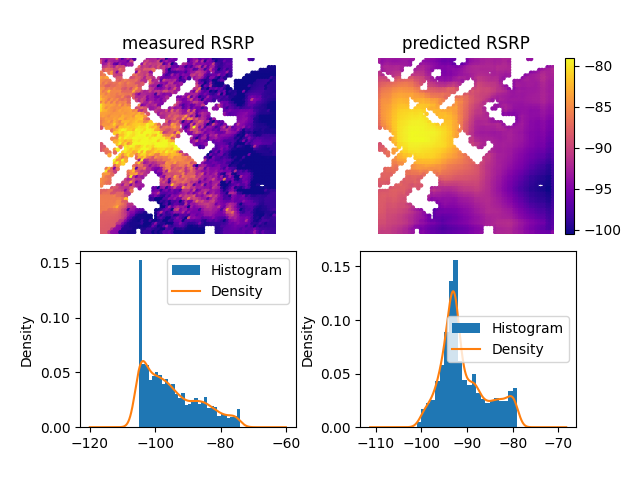 measured RSRP
predicted RSRP
−80
−85
−90
−95
−100
Density
0.15
0.10
0.05
0.00
−120
−100
−80
−60
Histogram
Density
Density
0.15
0.10
0.05
0.00
−110
−100
−90
−80
−70
Histogram
Density